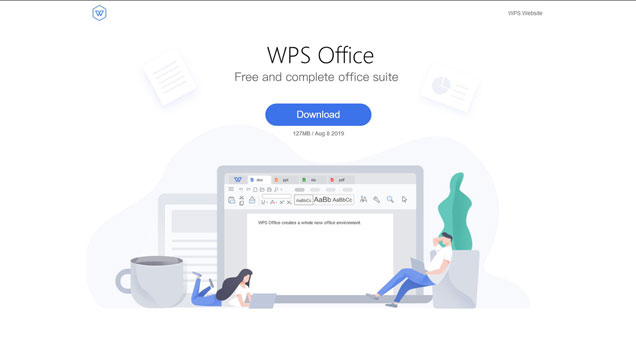 WPS Website
WPS Office
Free and complete office suite
Download
127MB / Aug 8 2019
W doc ppt xls pdf
AaBbCc AaBb AaBbCc
WPS Office creates a whole new office environment